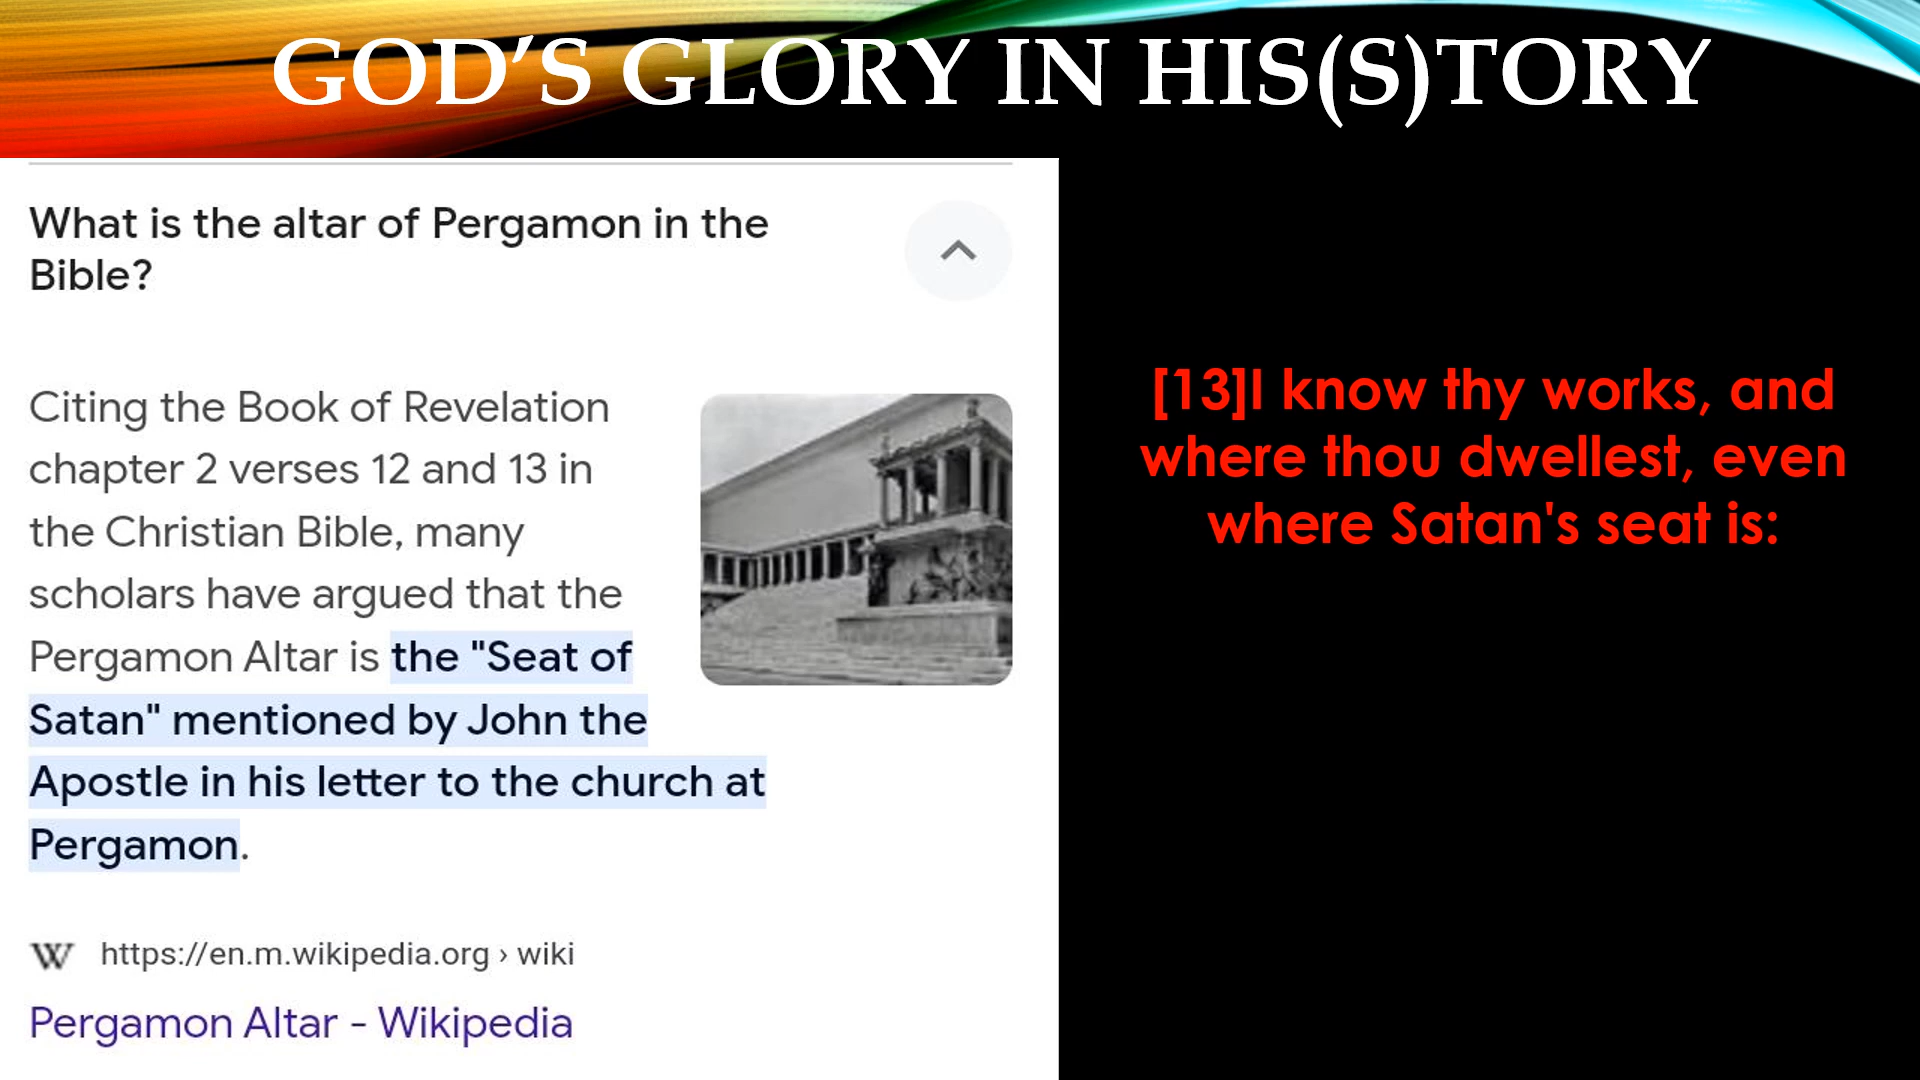 GOD’S GLORY IN HIS(S)TORY
What is the altar of Pergamon in the
Bible?
Citing the Book of Revelation
chapter 2 verses 12 and 13 in
the Christian Bible, many
scholars have argued that the
Pergamon Altar is the "Seat of
Satan" mentioned by John the
Apostle in his letter to the church at
Pergamon.
https://en.m.wikipedia.org › wiki
Pergamon Altar - Wikipedia
[13]I know thy works, and
where thou dwellest, even
where Satan's seat is: